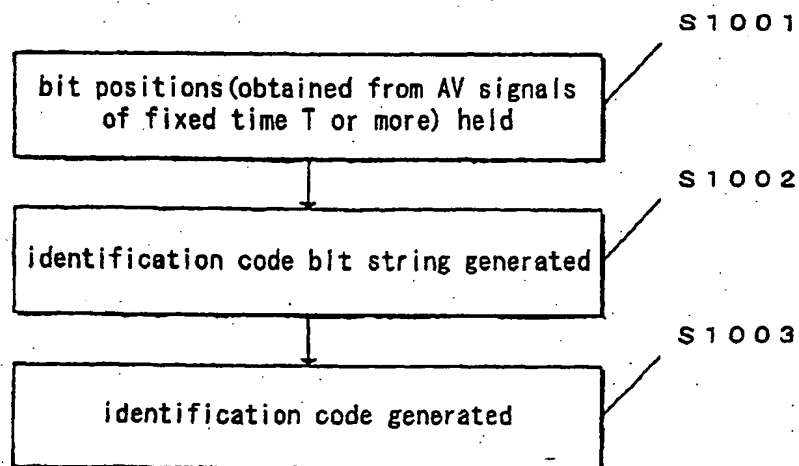 S1001
bit positions(obtained from AV signals
of fixed time T or more) held
S1002
identification code bit string generated
S1003
identification code generated